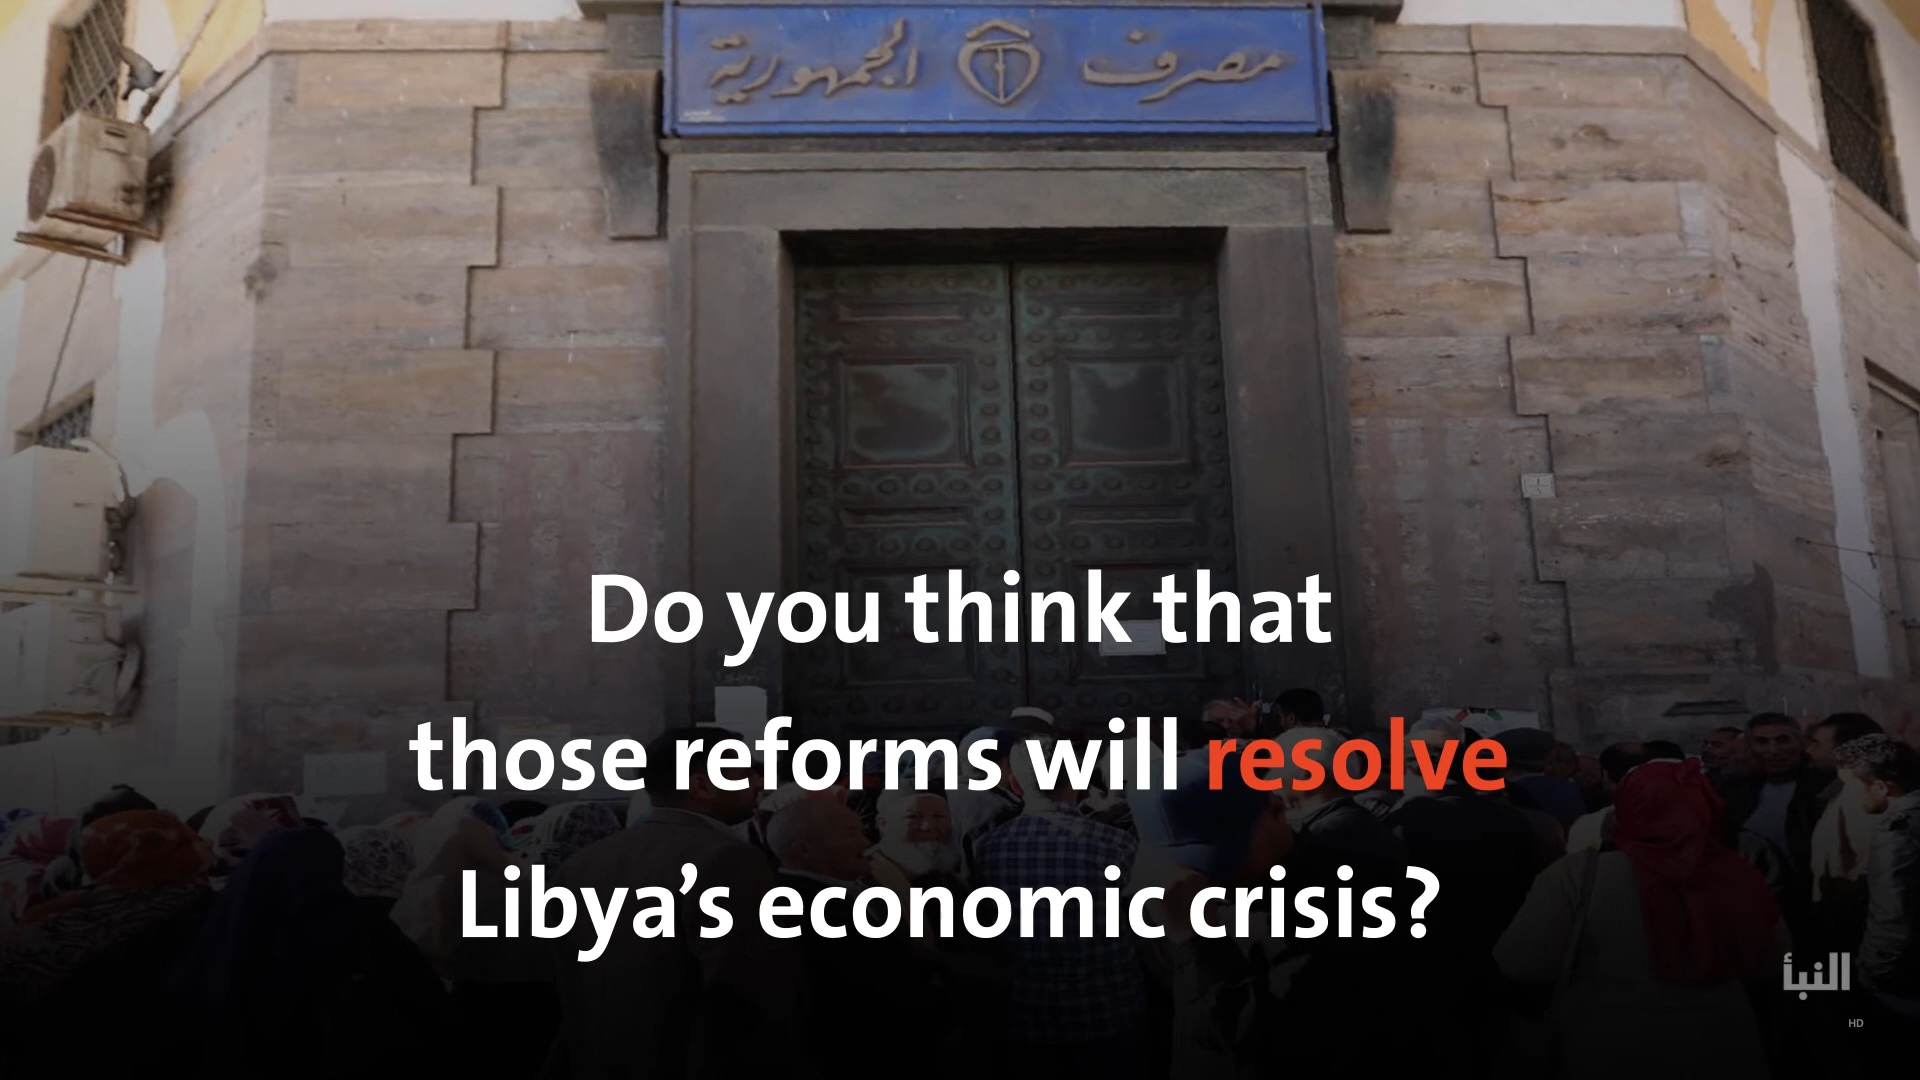 مصرف الجمهورية
Do you think that
those reforms will resolve
Libya’s economic crisis?
النبأ
HD